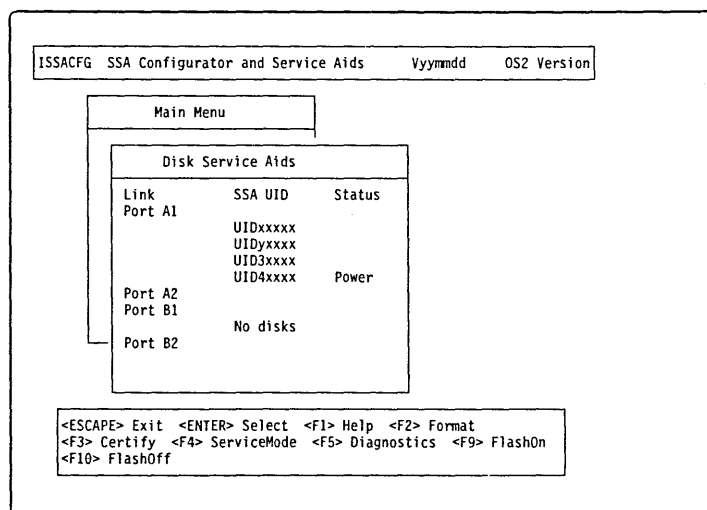 ISSACFG SSA Configurator and Service Aids Vyymmdd OS2 Version
Main Menu
Disk Service Aids
Link SSA UID Status
Port A1
UIDxxxxx
UIDyxxxx
UID3xxxx
UID4xxxx Power
Port A2
Port B1
No disks
Port B2
<ESCAPE> Exit <ENTER> Select <F1> Help <F2> Format
<F3> Certify <F4> ServiceMode <F5> Diagnostics <F9> FlashOn
<F10> FlashOff